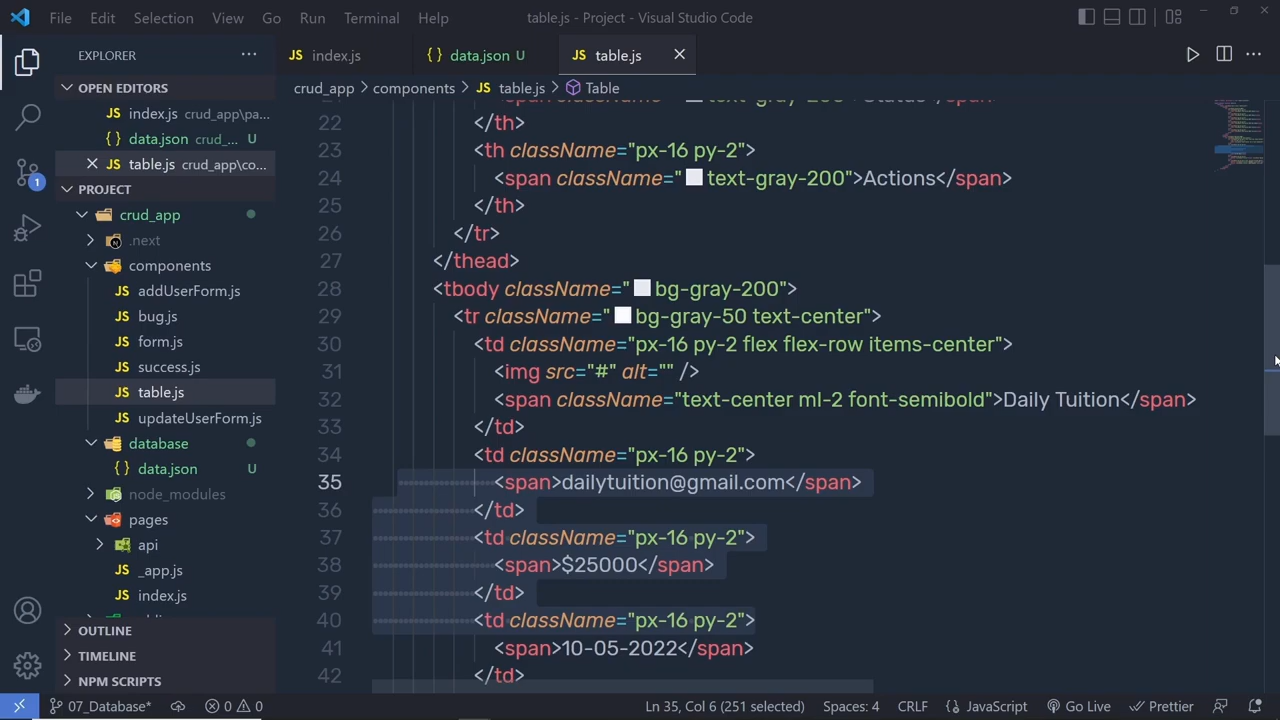 File Edit Selection View Go Run Terminal Help table.js - Project - Visual Studio Code
EXPLORER ··· JS index.js {} data.json U JS table.js
OPEN EDITORS
crud_app > components > JS table.js > Table
JS index.js crud_app\pa...
{} data.json crud_... U
JS table.js crud_app\co...
PROJECT
crud_app
.next
components
JS addUserForm.js
JS bug.js
JS form.js
JS success.js
JS table.js
JS updateUserForm.js
database
{} data.json U
node_modules
pages
api
JS _app.js
JS index.js
OUTLINE
TIMELINE
NPM SCRIPTS
1
22 </th>
23 <th className="px-16 py-2">
24 <span className="text-gray-200">Actions</span>
25 </th>
26 </tr>
27 </thead>
28 <tbody className="bg-gray-200">
29 <tr className="bg-gray-50 text-center">
30 <td className="px-16 py-2 flex flex-row items-center">
31 <img src="#" alt="" />
32 <span className="text-center ml-2 font-semibold">Daily Tuition</span>
33 </td>
34 <td className="px-16 py-2">
35 <span>dailytuition@gmail.com</span>
36 </td>
37 <td className="px-16 py-2">
38 <span>$25000</span>
39 </td>
40 <td className="px-16 py-2">
41 <span>10-05-2022</span>
42 </td>
07_Database* 0 0 Ln 35, Col 6 (251 selected) Spaces: 4 CRLF {} JavaScript Go Live Prettier